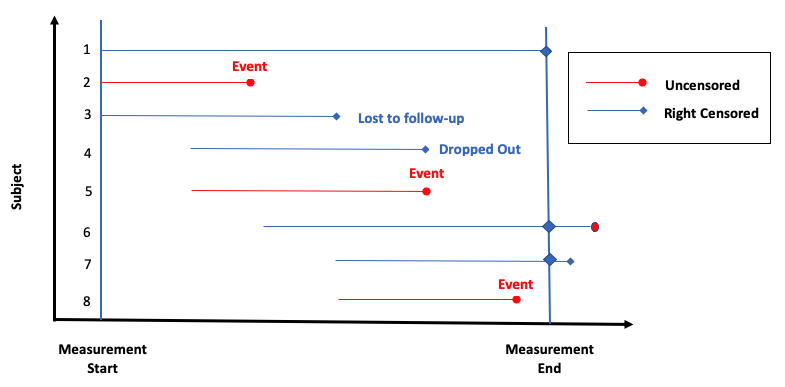 1
Event
2
Uncensored
3
Lost to follow-up
Right Censored
4
Dropped Out
Event
5
Subject
6
7
Event
8
Measurement
Start
Measurement
End